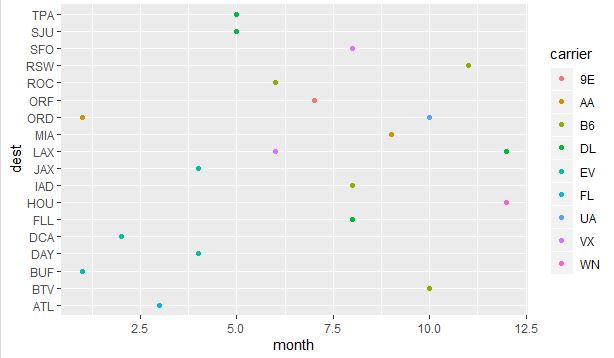 TPA
SJU
SFO
RSW
ROC
ORF
ORD
MIA
LAX
JAX
IAD
HOU
FLL
DCA
DAY
BUF
BTV
ATL
dest
2.5 5.0 7.5 10.0 12.5
month
carrier
9E
AA
B6
DL
EV
FL
UA
VX
WN